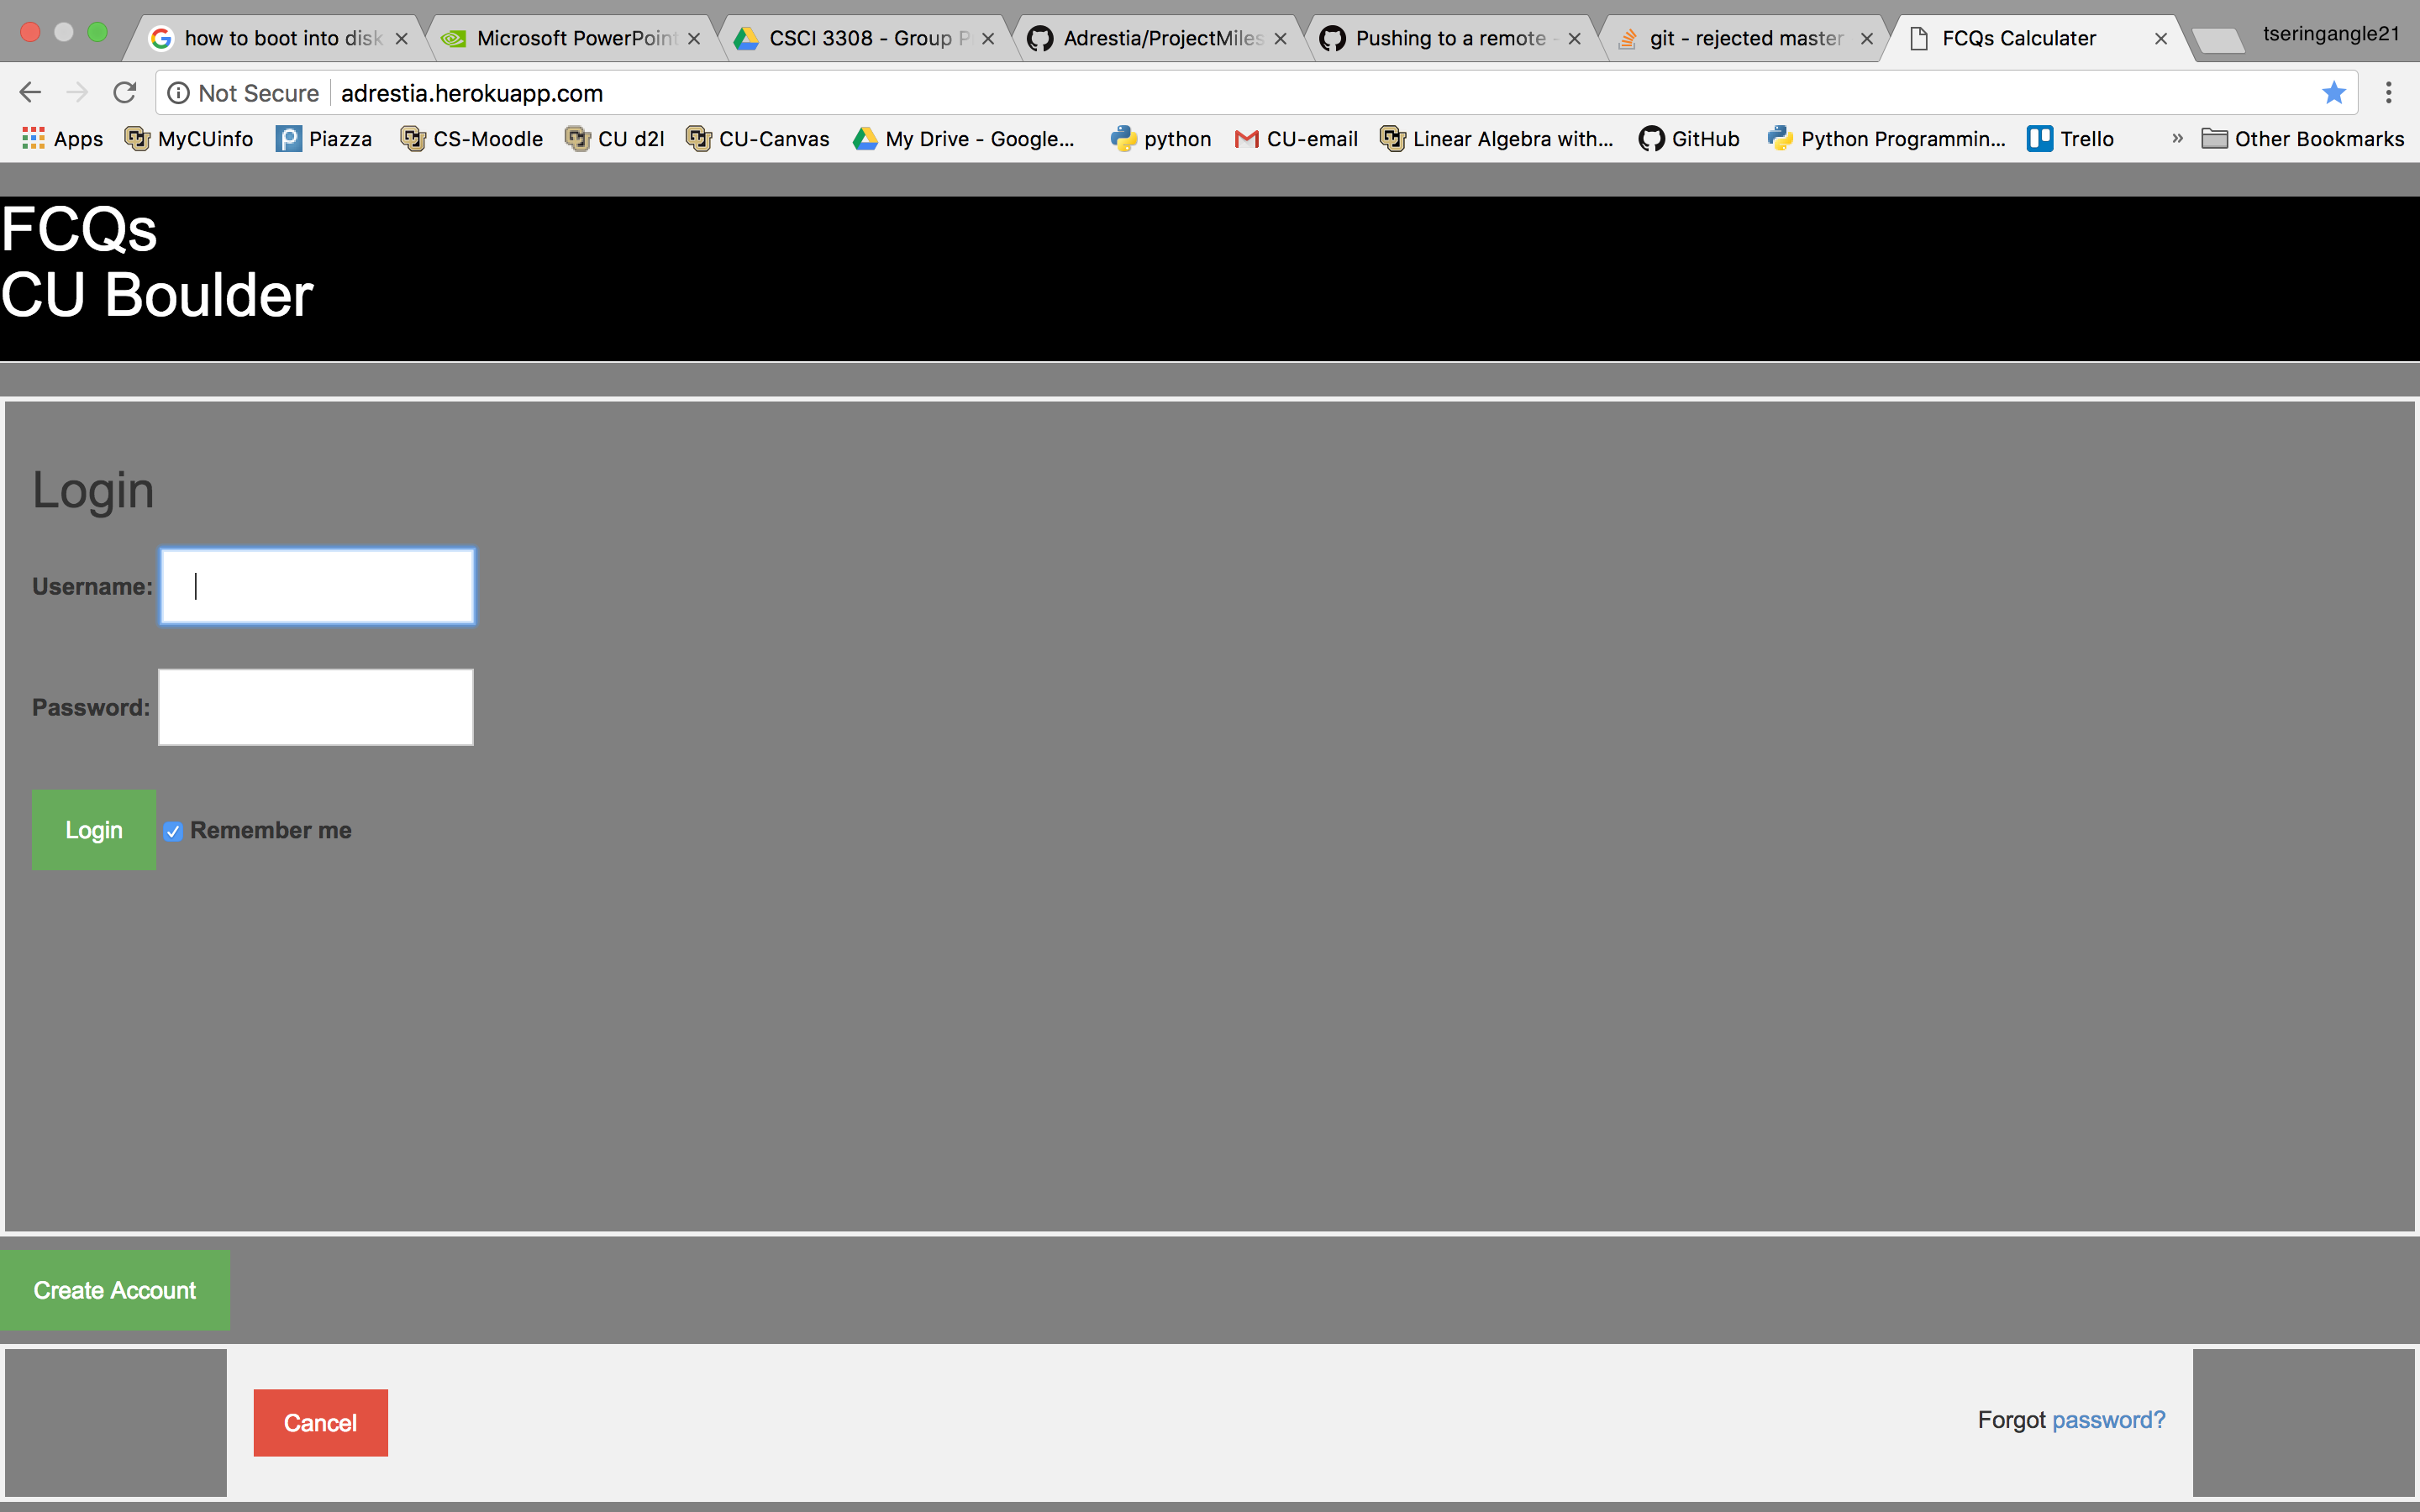 how to boot into disk
Microsoft PowerPoint
CSCI 3308 - Group P
Adrestia/ProjectMiles
Pushing to a remote -
git - rejected master
FCQs Calculater
tseringangle21
Not Secure
adrestia.herokuapp.com
Apps
MyCUinfo
Piazza
CS-Moodle
CU d2l
CU-Canvas
My Drive - Google...
python
CU-email
Linear Algebra with...
GitHub
Python Programmin...
Trello
»
Other Bookmarks
FCQs
CU Boulder
Login
Username:
Password:
Login
Remember me
Create Account
Cancel
Forgot password?